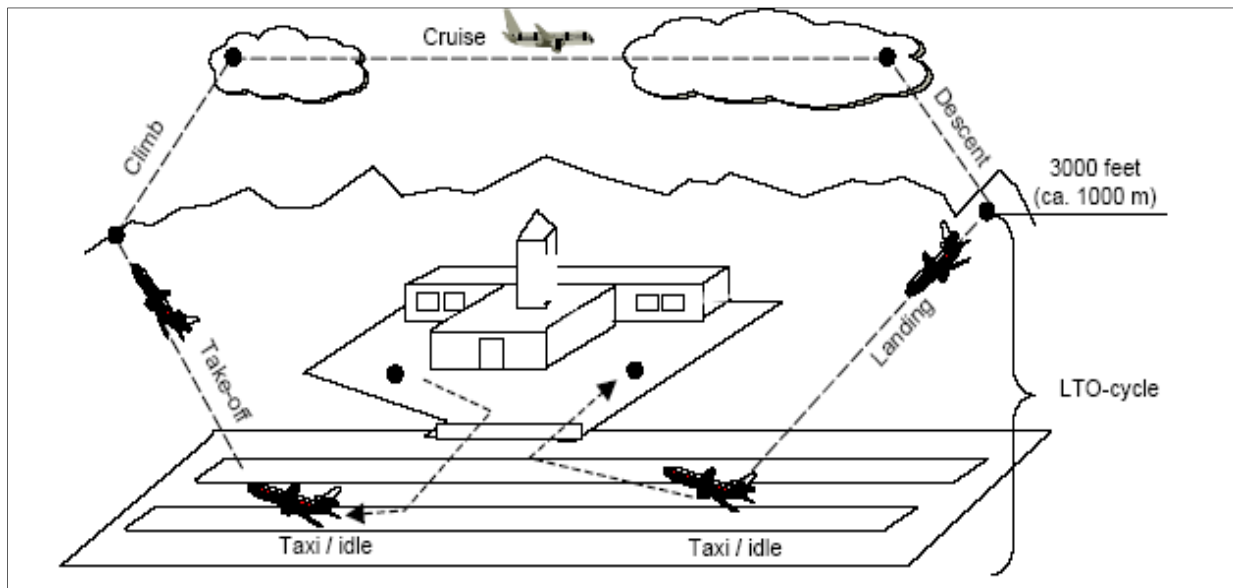 Cruise
Climb
Descent
3000 feet
(ca. 1000 m)
Take-off
Landing
LTO-cycle
Taxi / idle
Taxi / idle